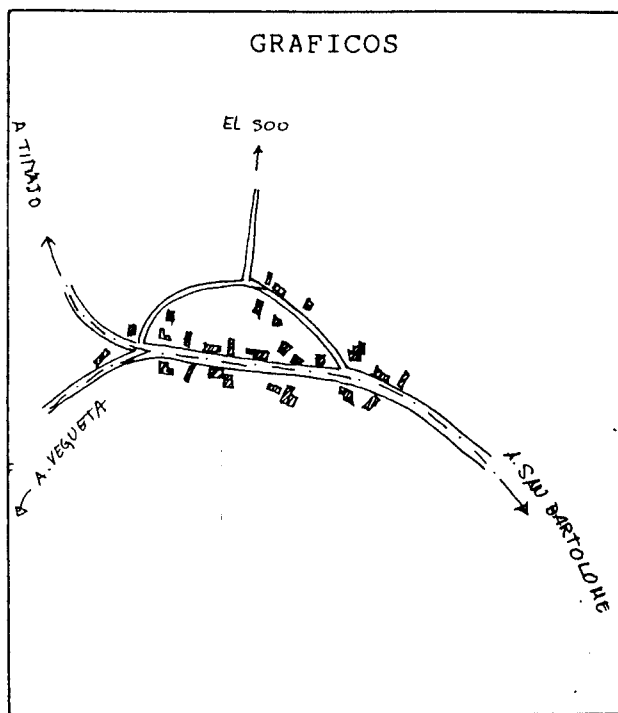 GRAFICOS
EL SOO
A TINAJO
A. VEGUETA
A. SAN BARTOLOME